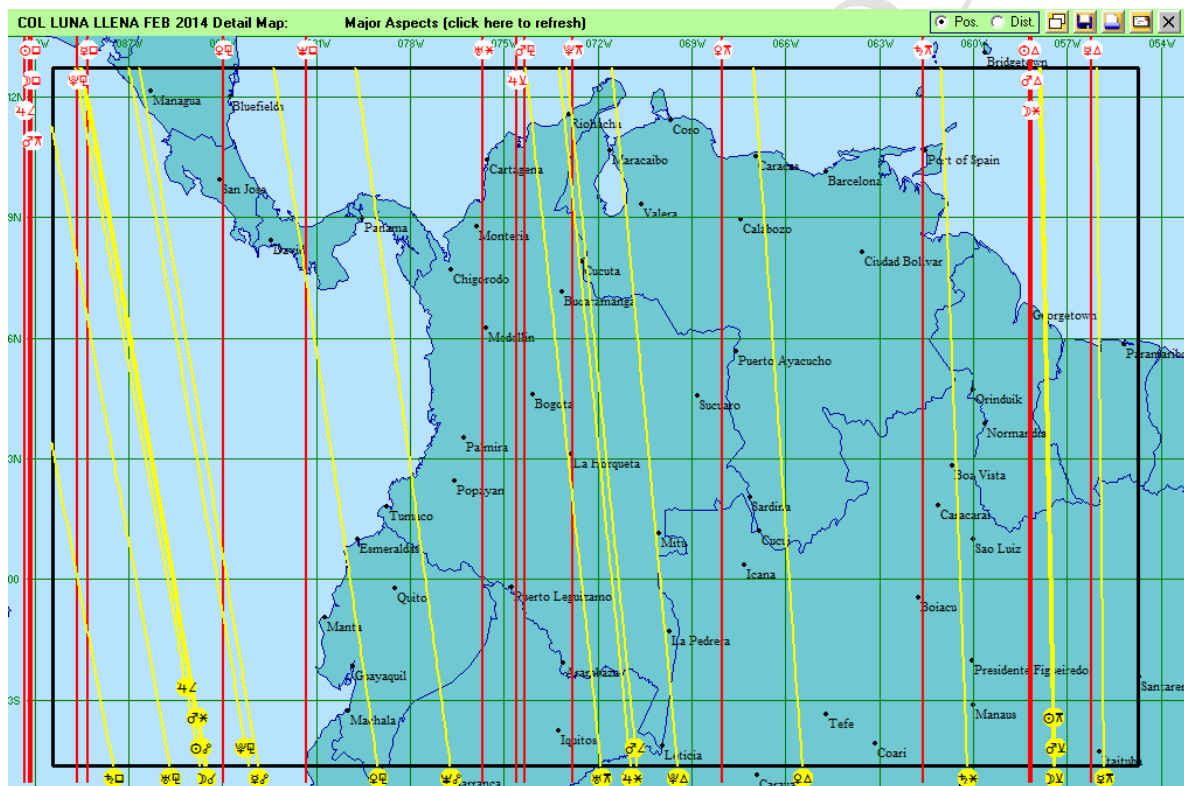 COL LUNA LLENA FEB 2014 Detail Map: Major Aspects (click here to refresh) Pos. Dist.
087W 078W 075W 072W 069W 066W 063W 060W 057W 054W
Bridgetown
12N
Managua
Bluefields
Riohacha
Coro
Cartagena
Maracaibo
Caracas
Port of Spain
Barcelona
San Jose
Valera
9N
Panama
Monteria
Calabozo
David
Ciudad Bolivar
Chigorodo
Cucuta
Bucaramanga
Georgetown
6N
Medellin
Puerto Ayacucho
Paramaribo
Bogota
Sucuaro
Orinduik
Normandia
Palmira
3N
La Horqueta
Popayan
Boa Vista
Tumaco
Sardina
Caracarai
Esmeraldas
Mitu
Cucui
Sao Luiz
00
Icana
Quito
Puerto Leguizamo
Boiacu
Manta
La Pedrera
Guayaquil
Presidente Figueiredo
Santarem
3S
Machala
Tefe
Manaus
Iquitos
Leticia
Coari
Itaituba